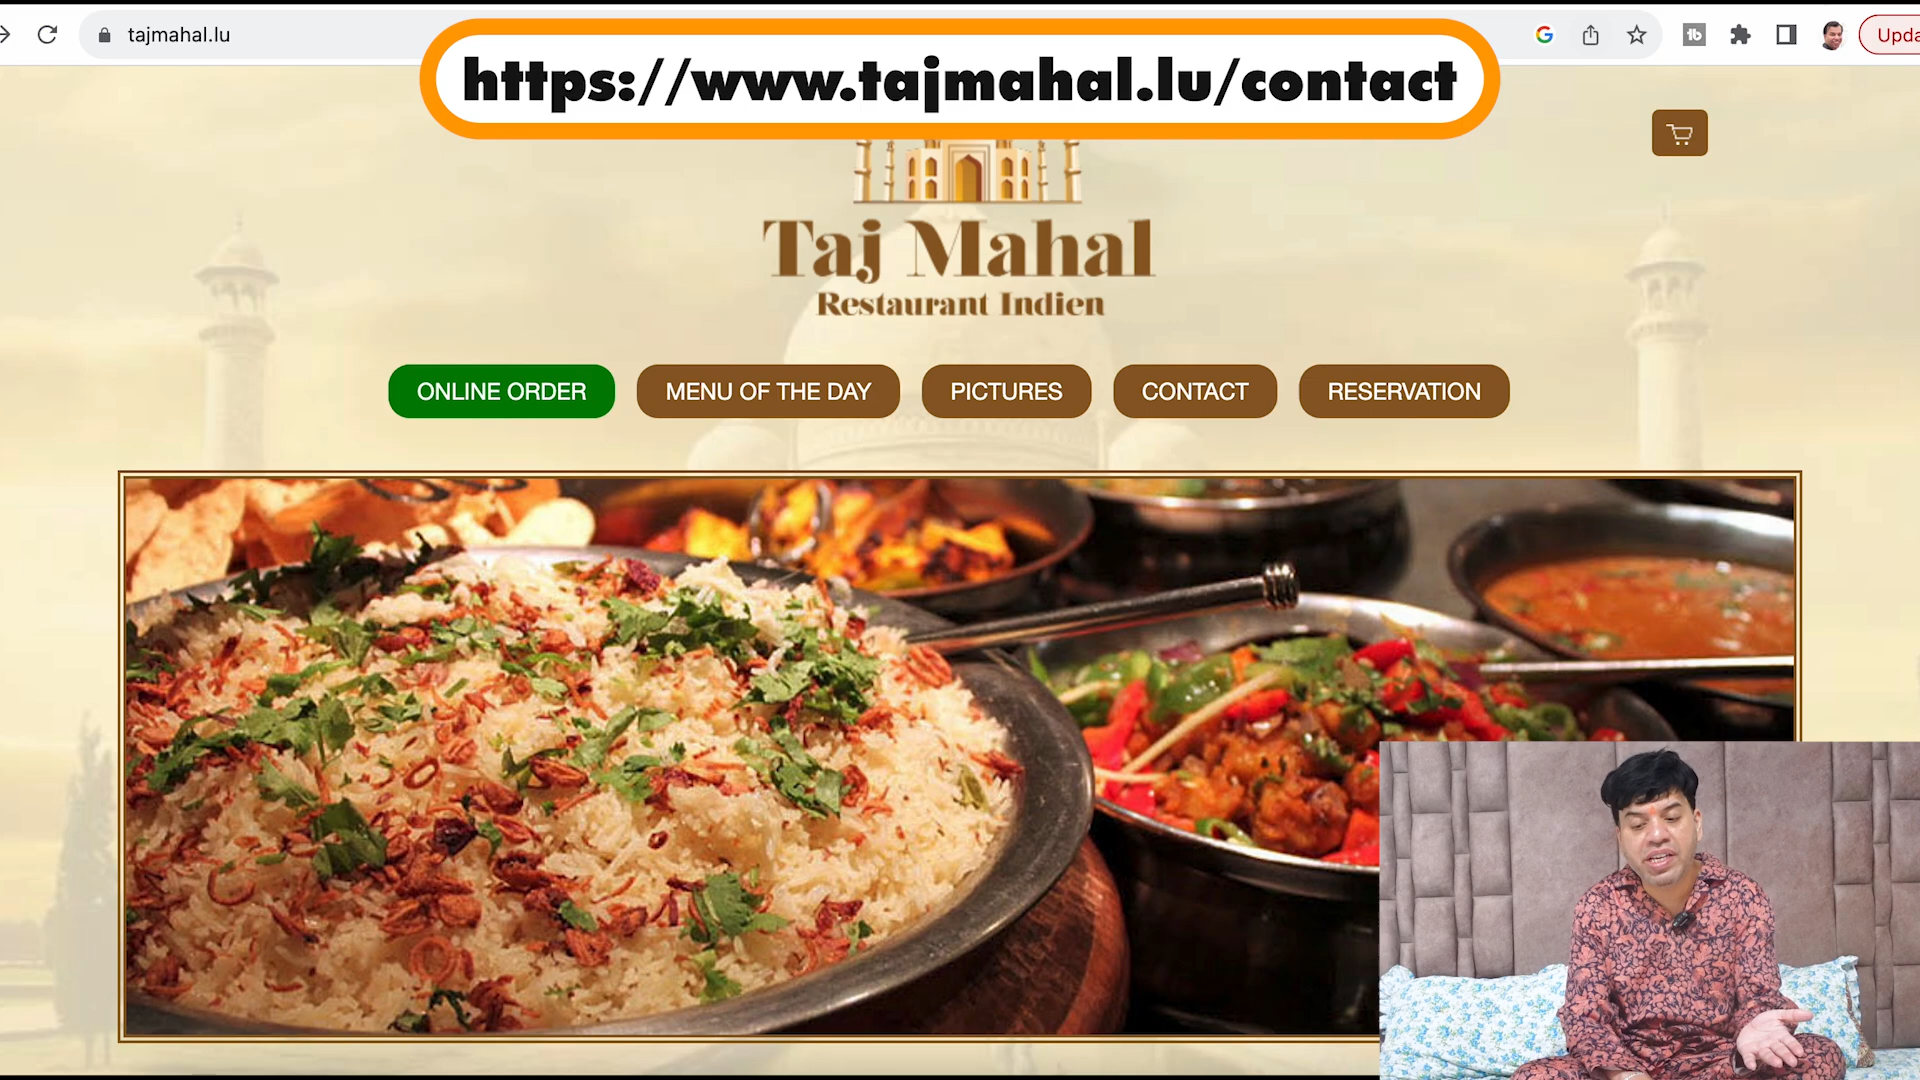 tajmahal.lu
https://www.tajmahal.lu/contact
Upda
Taj Mahal
Restaurant Indien
ONLINE ORDER
MENU OF THE DAY
PICTURES
CONTACT
RESERVATION